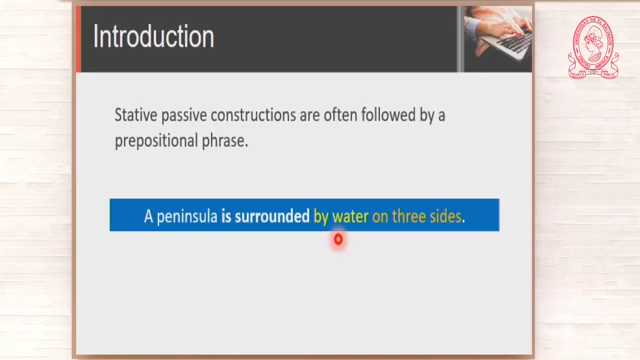 Introduction
Stative passive constructions are often followed by a
prepositional phrase.
A peninsula is surrounded by water on three sides.